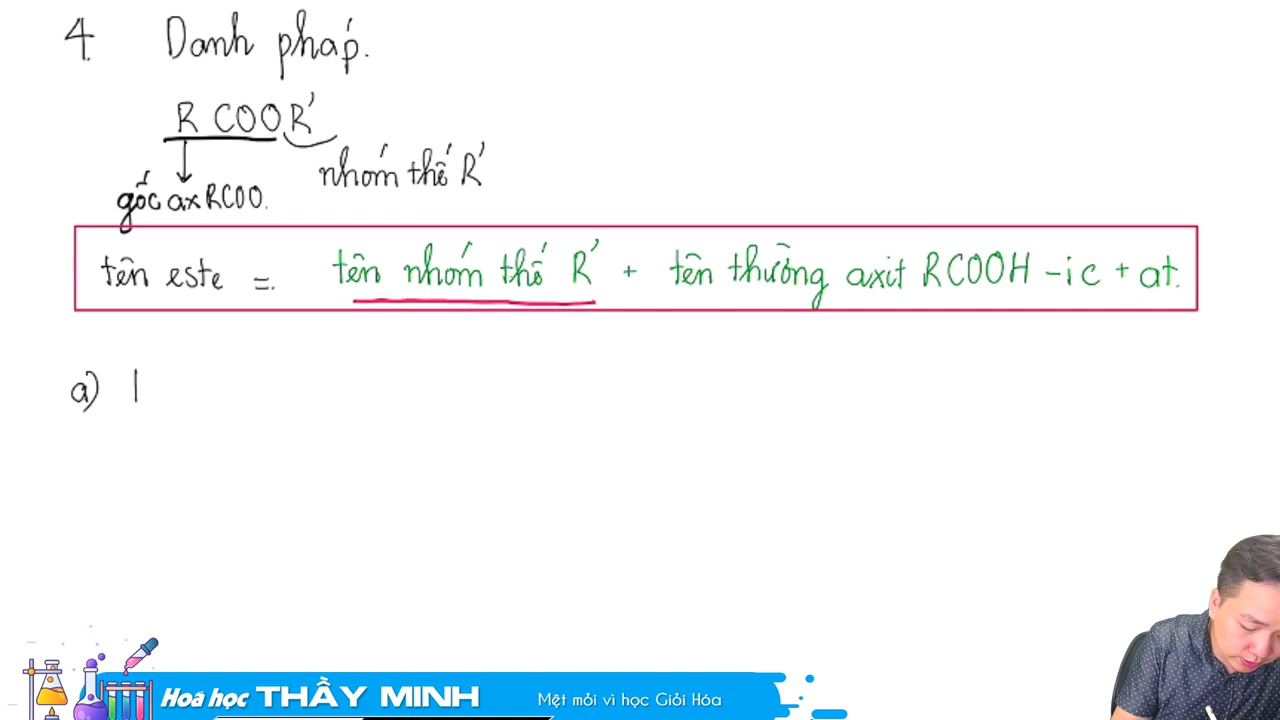 4. Danh pháp.
RCOOR'
nhóm thế R'
gốc ax RCOO.
tên este = tên nhóm thế R' + tên thường axit RCOOH - ic + at.
a)
Hoá học THẦY MINH
Mệt mỏi vì học Giỏi Hóa